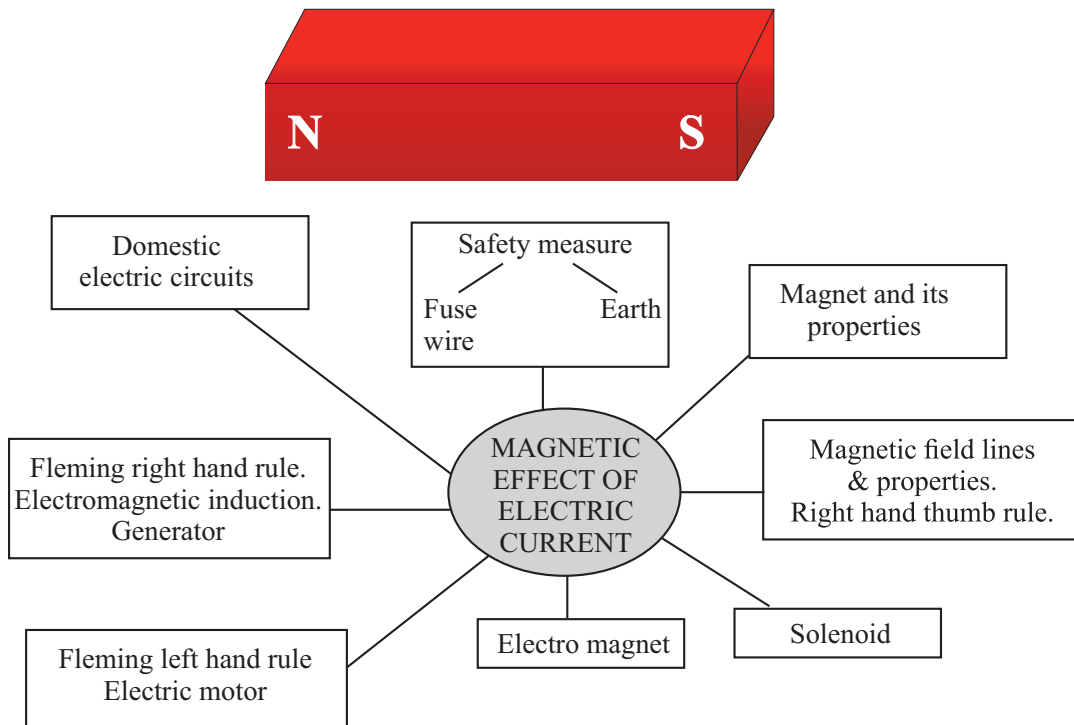 N
S
Domestic
electric circuits
Safety measure
Fuse
wire
Earth
Magnet and its
properties
MAGNETIC
EFFECT OF
ELECTRIC
CURRENT
Fleming right hand rule.
Electromagnetic induction.
Generator
Magnetic field lines
& properties.
Right hand thumb rule.
Fleming left hand rule
Electric motor
Electro magnet
Solenoid